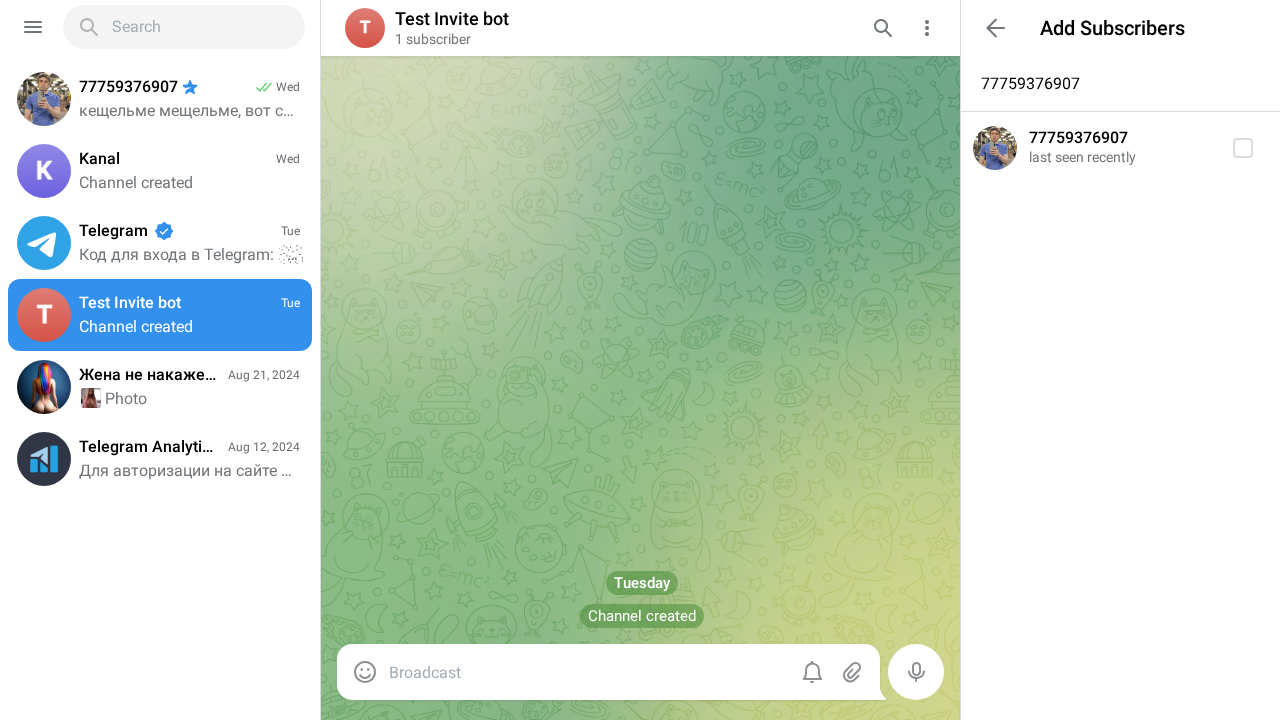 Search
77759376907
Wed
кещельме мещельме, вот с...
K
Kanal
Wed
Channel created
Telegram
Tue
Код для входа в Telegram:
T
Test Invite bot
Tue
Channel created
Жена не накаже...
Aug 21, 2024
Photo
Telegram Analyti...
Aug 12, 2024
Для авторизации на сайте ...
T
Test Invite bot
1 subscriber
Tuesday
Channel created
Broadcast
Add Subscribers
77759376907
77759376907
last seen recently